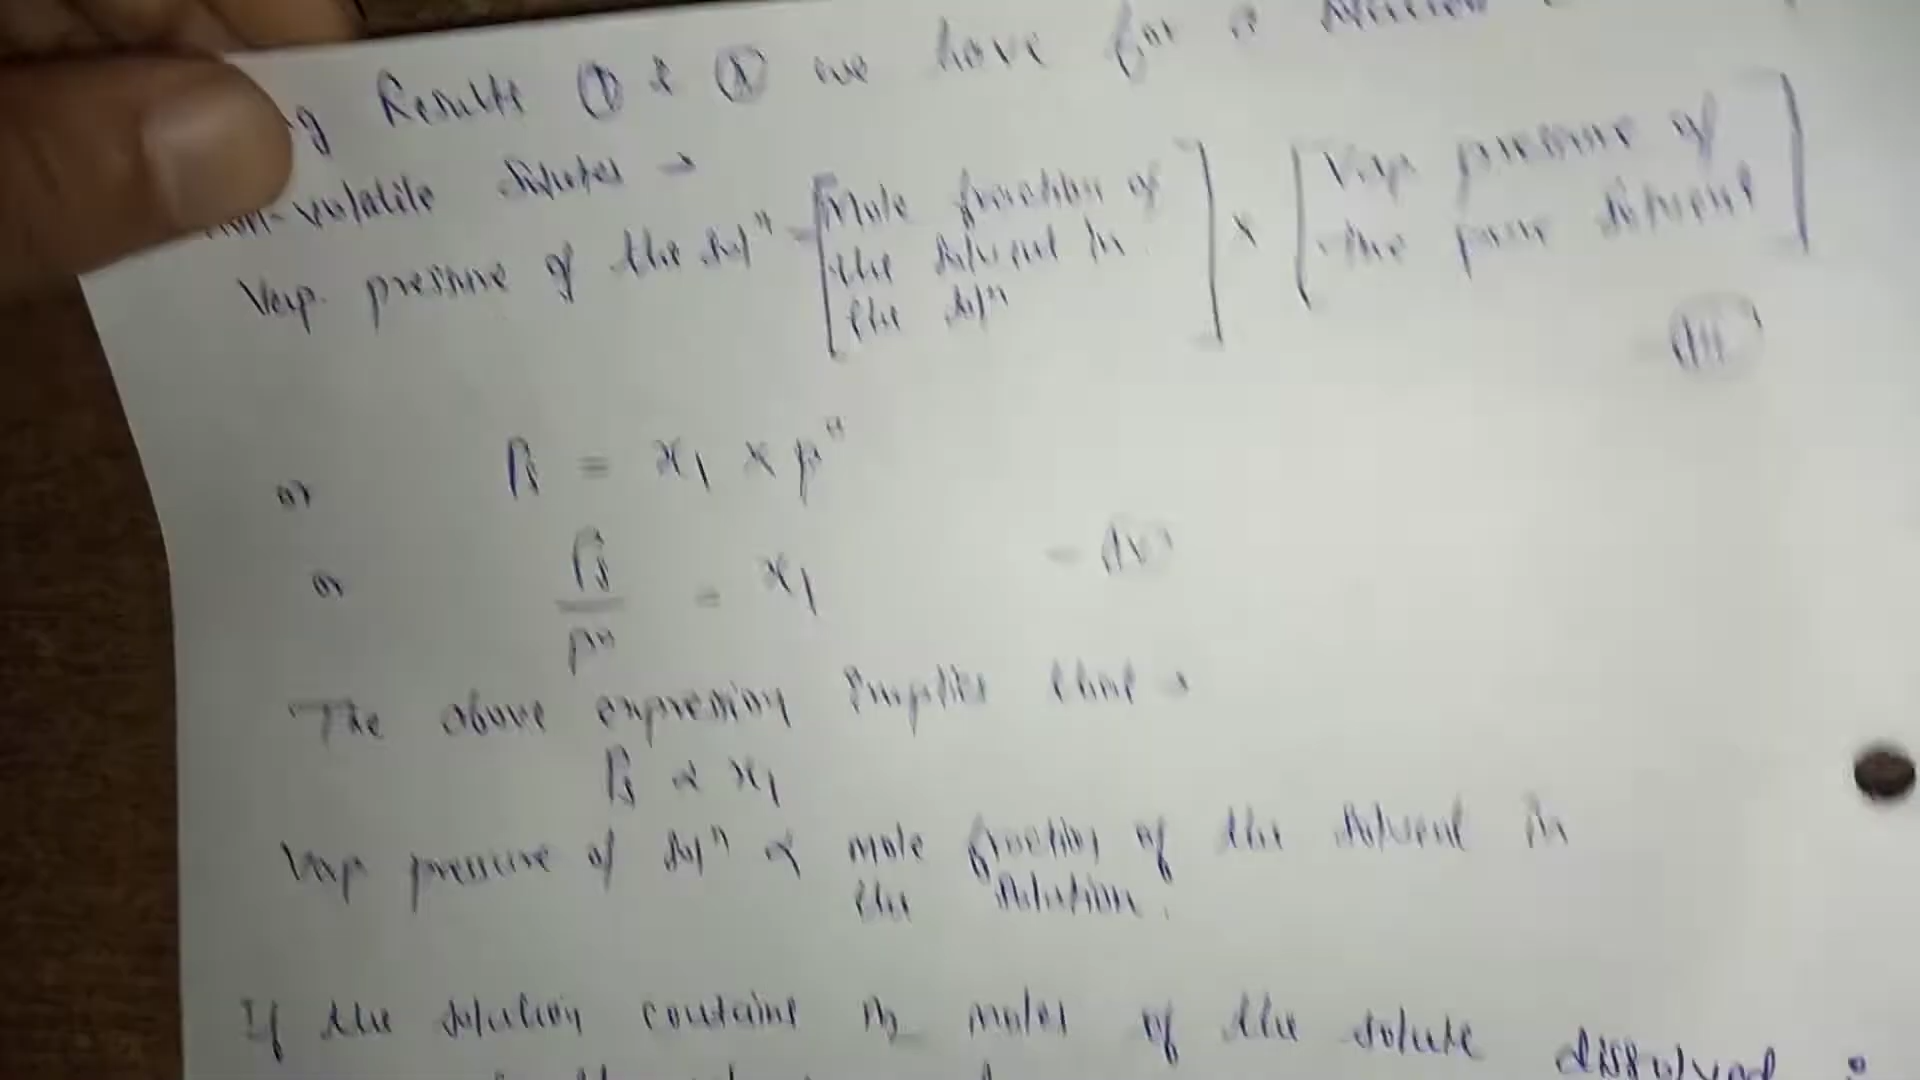 g Results ① & ② we have for a
non-volatile solutes →
Vap. pressure of the solⁿ = [Mole fraction of the solvent in the solⁿ] × [Vap. pressure of the pure solvent]
- (iii)
or Ps = x₁ × p°
or Ps/p° = x₁ - (iv)
The above expression implies that →
Ps ∝ x₁
Vap pressure of solⁿ ∝ mole fraction of the solvent in
the solution.
If the solution contains n₂ moles of the solute dissolved